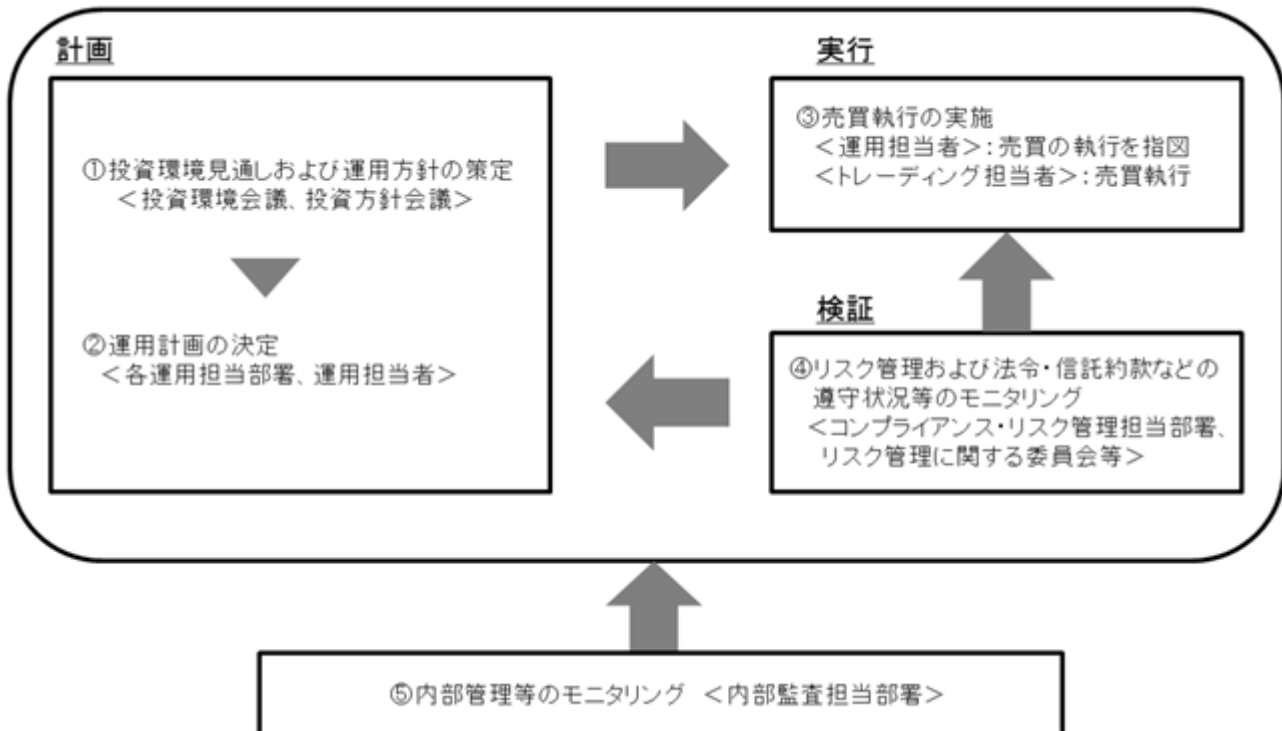 計画
①投資環境見通しおよび運用方針の策定
＜投資環境会議、投資方針会議＞
②運用計画の決定
＜各運用担当部署、運用担当者＞
実行
③売買執行の実施
＜運用担当者＞：売買の執行を指図
＜トレーディング担当者＞：売買執行
検証
④リスク管理および法令・信託約款などの
遵守状況等のモニタリング
＜コンプライアンス・リスク管理担当部署、
リスク管理に関する委員会等＞
⑤内部管理等のモニタリング ＜内部監査担当部署＞